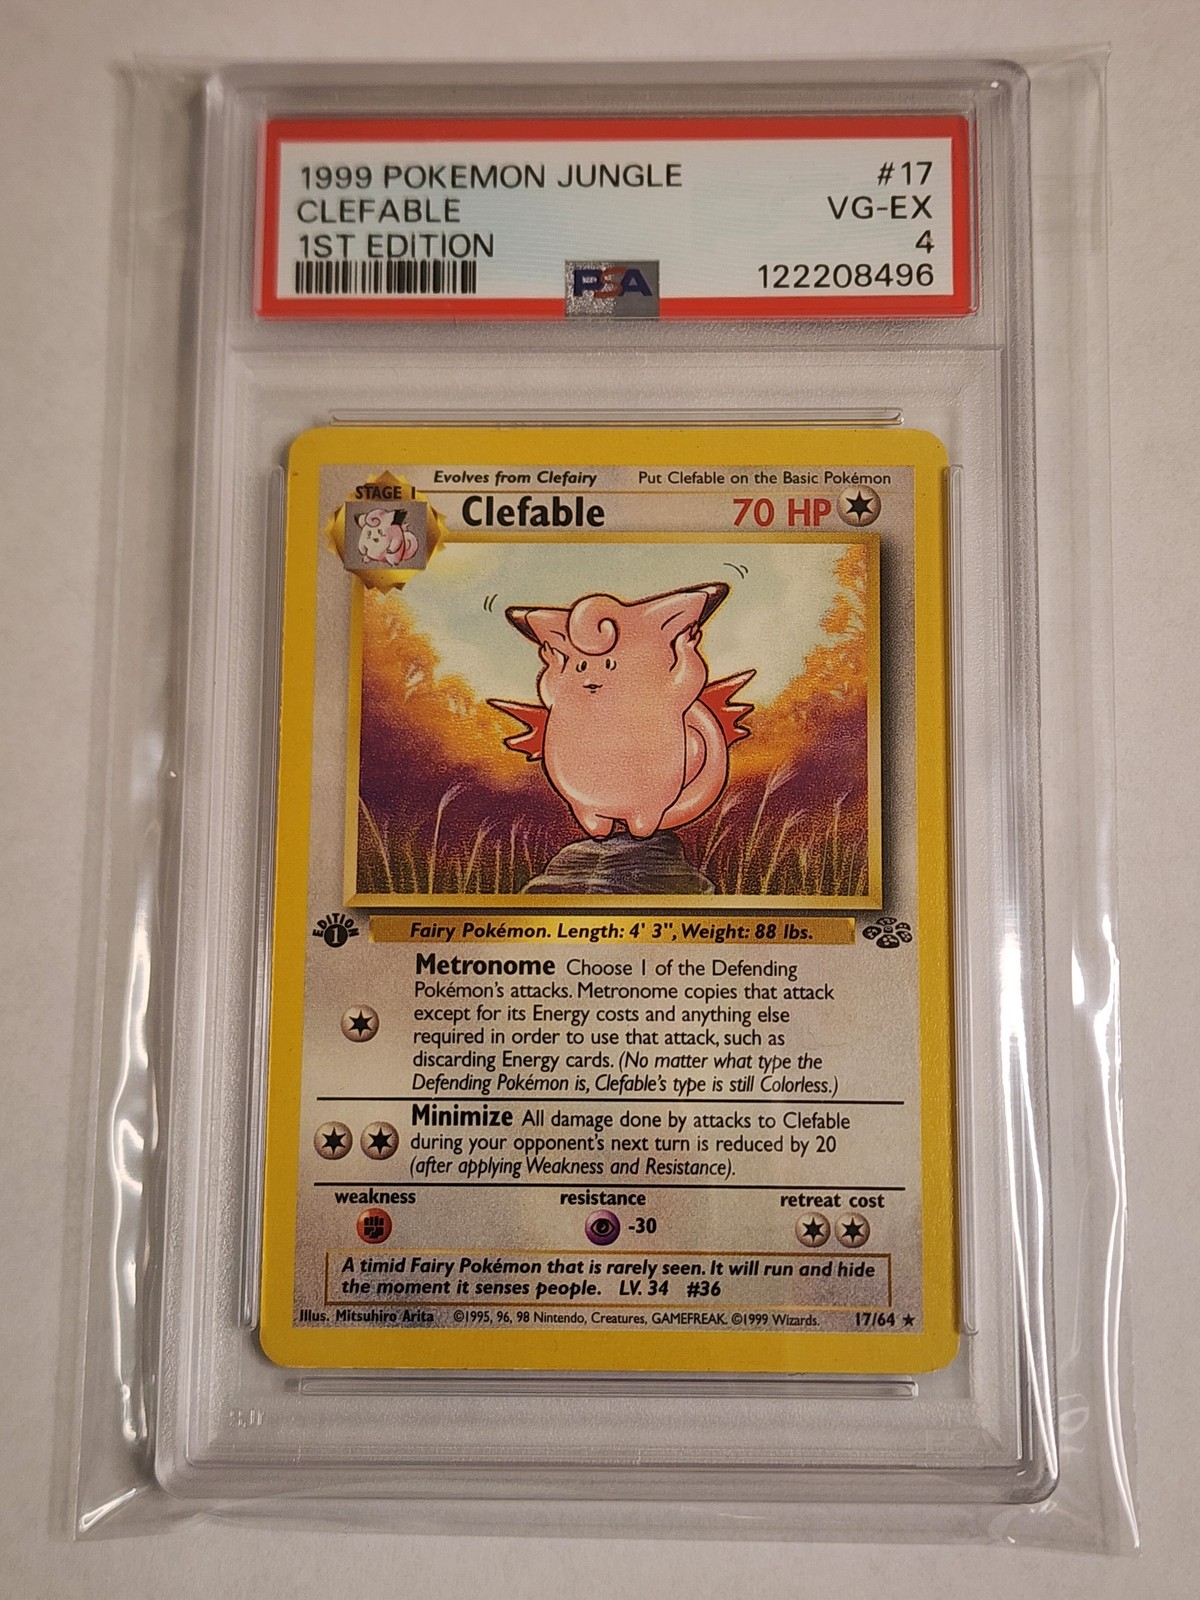 1999 POKEMON JUNGLE #17
CLEFABLE VG-EX
1ST EDITION 4
PSA 122208496
Evolves from Clefairy Put Clefable on the Basic Pokémon
STAGE 1
Clefable 70 HP
EDITION
1
Fairy Pokémon. Length: 4' 3", Weight: 88 lbs.
Metronome Choose 1 of the Defending
Pokémon's attacks. Metronome copies that attack
except for its Energy costs and anything else
required in order to use that attack, such as
discarding Energy cards. (No matter what type the
Defending Pokémon is, Clefable's type is still Colorless.)
Minimize All damage done by attacks to Clefable
during your opponent's next turn is reduced by 20
(after applying Weakness and Resistance).
weakness resistance retreat cost
-30
A timid Fairy Pokémon that is rarely seen. It will run and hide
the moment it senses people. LV. 34 #36
Illus. Mitsuhiro Arita ©1995, 96, 98 Nintendo, Creatures, GAMEFREAK. ©1999 Wizards. 17/64 ★